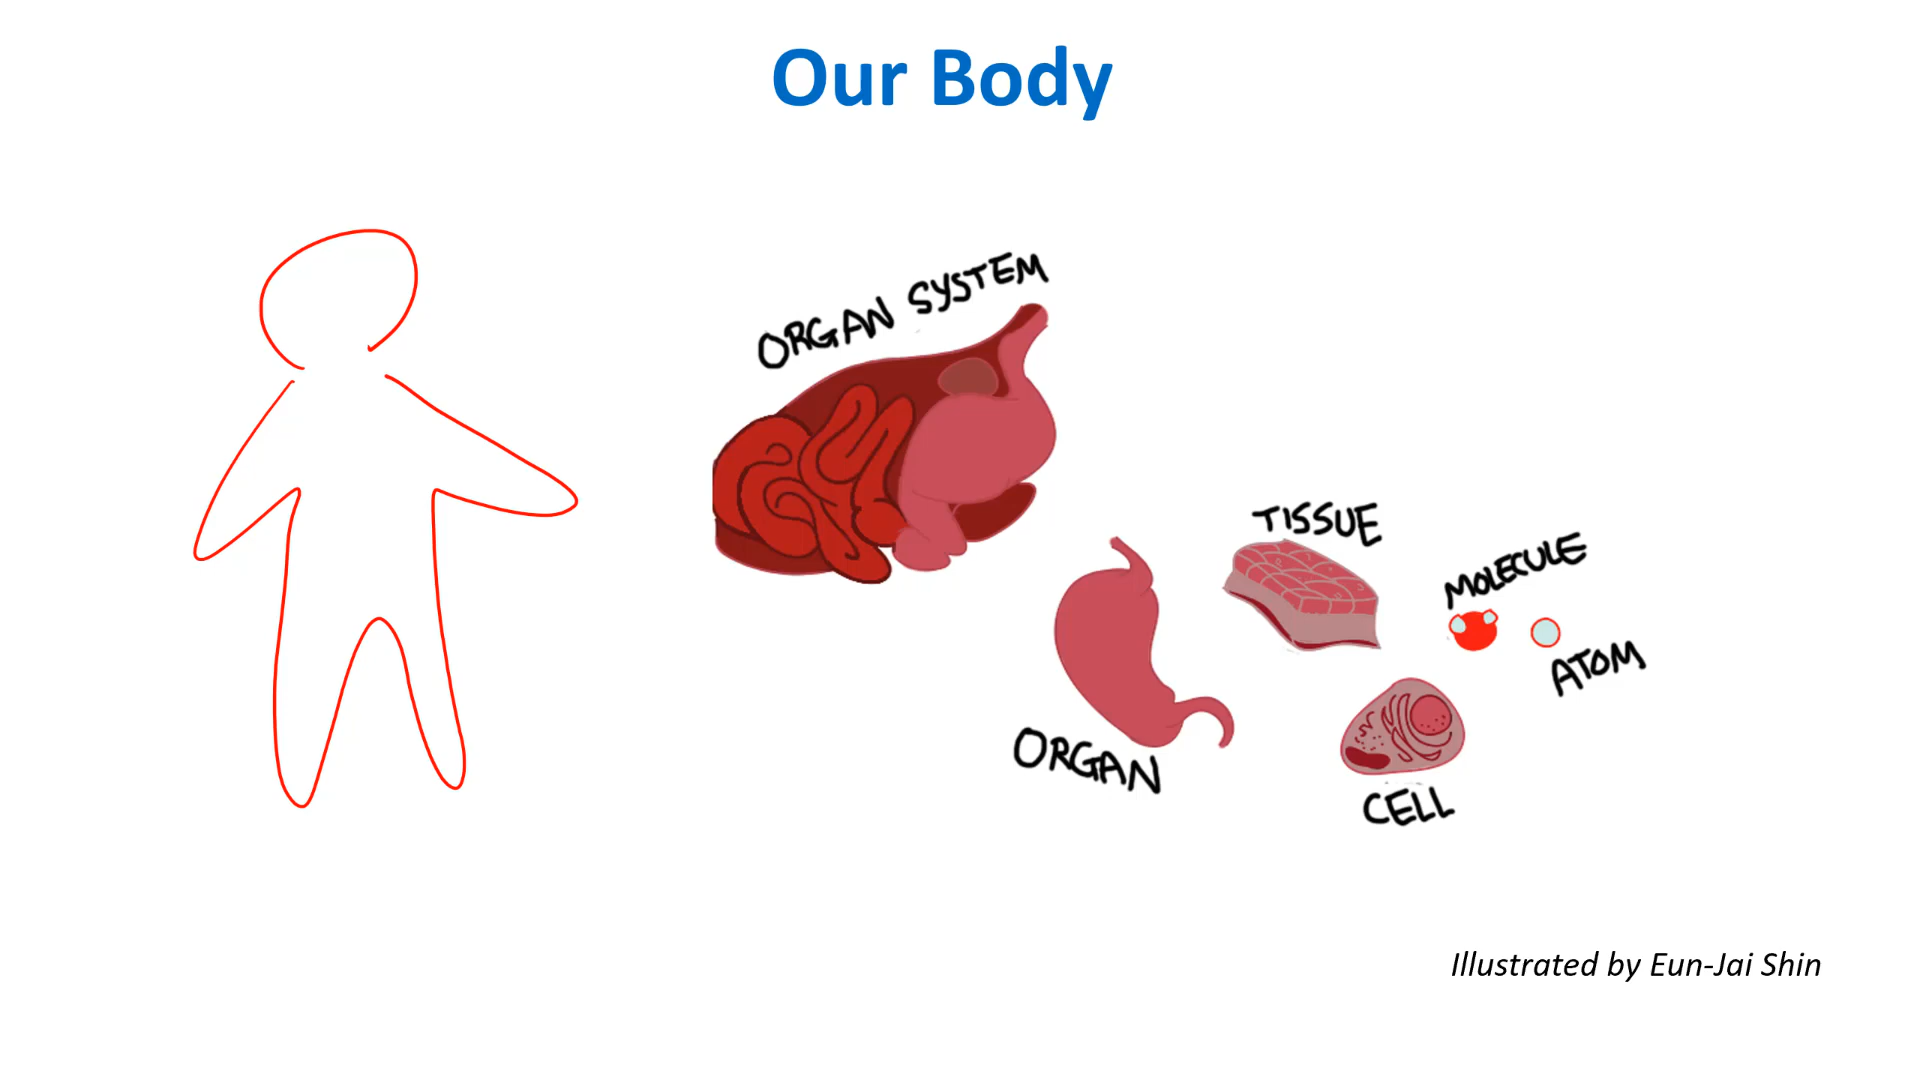 Our Body
ORGAN SYSTEM
TISSUE
MOLECULE
ATOM
ORGAN
CELL
Illustrated by Eun-Jai Shin